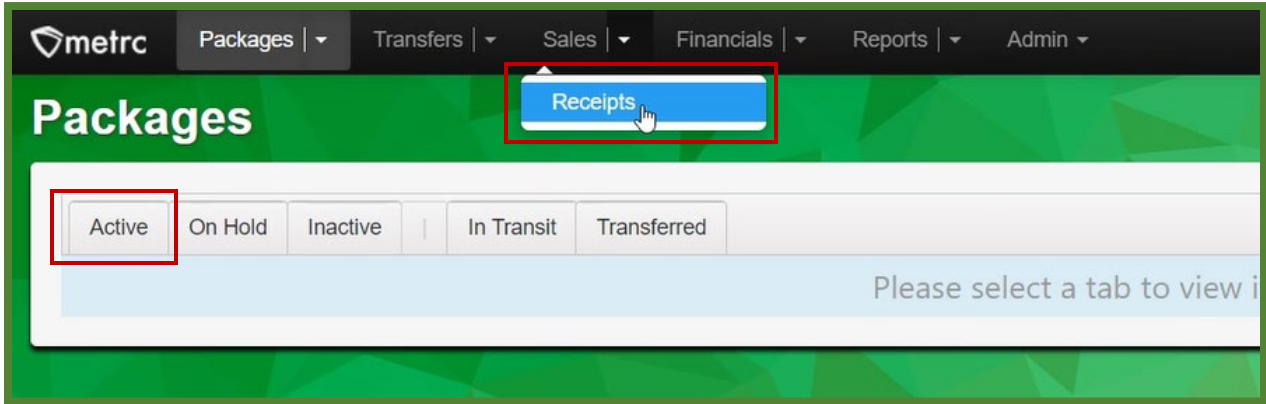 metrc Packages | Transfers | Sales | Financials | Reports | Admin
Receipts
Packages
Active On Hold Inactive | In Transit Transferred
Please select a tab to view i